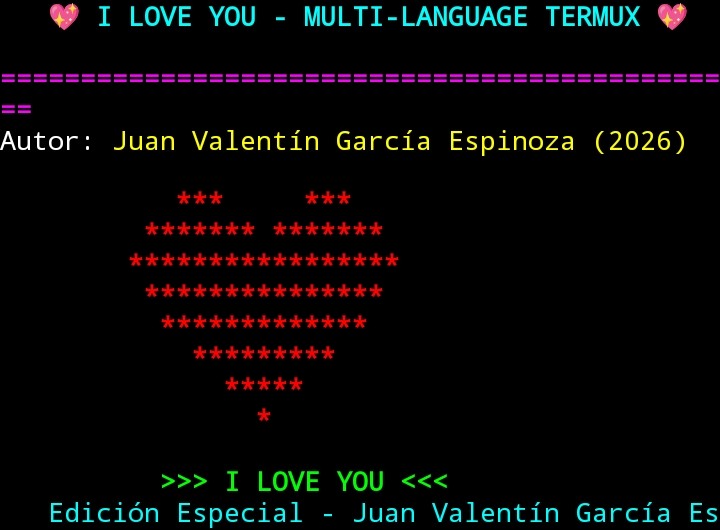 💖 I LOVE YOU - MULTI-LANGUAGE TERMUX 💖
=============================================
==
Autor: Juan Valentín García Espinoza (2026)
***     ***
******* *******
*****************
***************
*************
*********
*****
*
>>> I LOVE YOU <<<
Edición Especial - Juan Valentín García Es